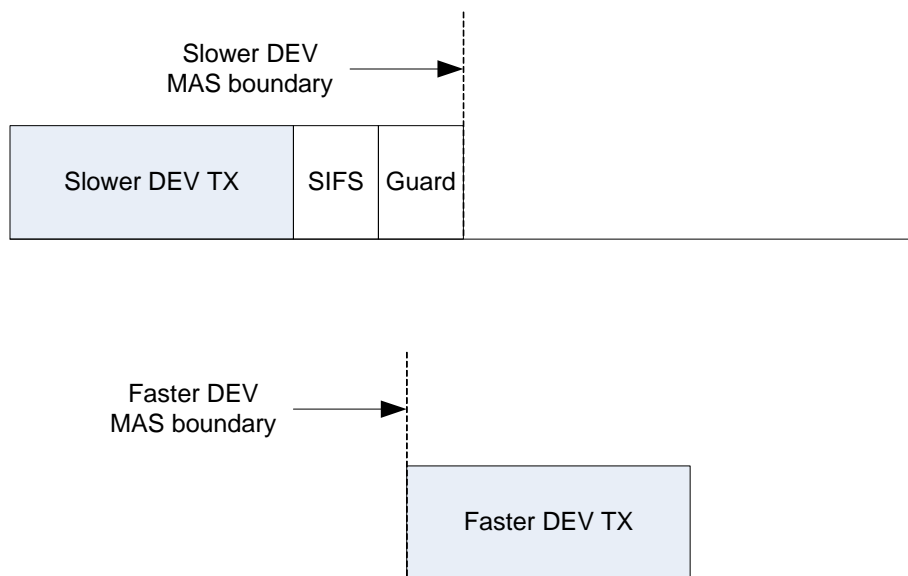 Slower DEV
MAS boundary
Slower DEV TX SIFS Guard
Faster DEV
MAS boundary
Faster DEV TX